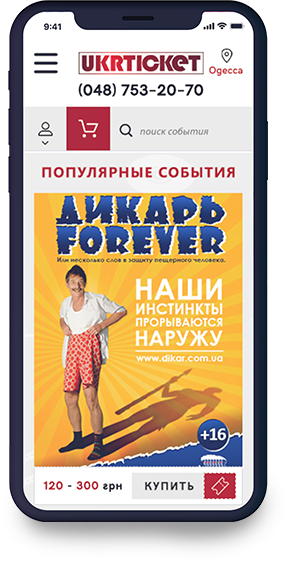 9:41
UKRTICKET
Одесса
(048) 753-20-70
поиск события
ПОПУЛЯРНЫЕ СОБЫТИЯ
ДИКАРЬ
FOREVER
Или несколько слов в защиту пещерного человека.
НАШИ
ИНСТИНКТЫ
ПРОРЫВАЮТСЯ
НАРУЖУ
www.dikar.com.ua
+16
120 - 300 грн
КУПИТЬ